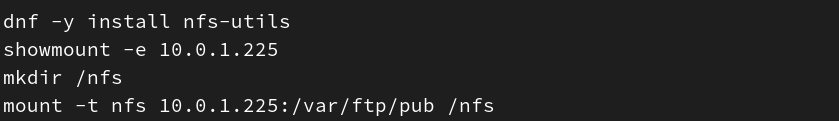 dnf -y install nfs-utils
showmount -e 10.0.1.225
mkdir /nfs
mount -t nfs 10.0.1.225:/var/ftp/pub /nfs